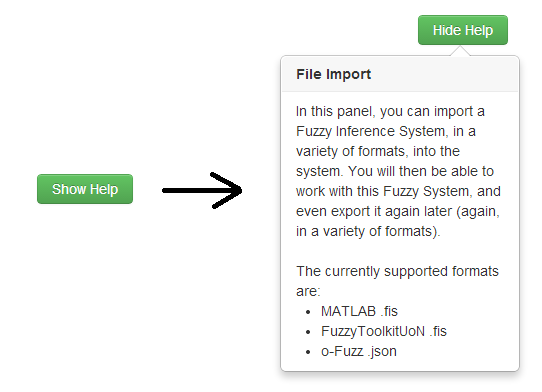 Hide Help
File Import
In this panel, you can import a
Fuzzy Inference System, in a
variety of formats, into the
system. You will then be able to
work with this Fuzzy System, and
even export it again later (again,
in a variety of formats).
The currently supported formats
are:
• MATLAB .fis
• FuzzyToolkitUoN .fis
• o-Fuzz .json
Show Help